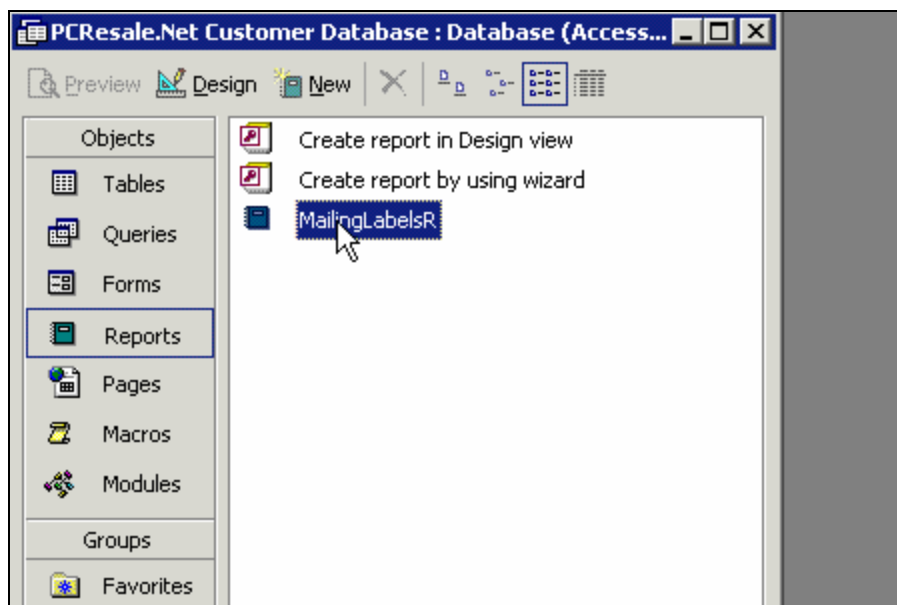 PCResale.Net Customer Database : Database (Access...
Preview Design New
Objects
Tables
Queries
Forms
Reports
Pages
Macros
Modules
Groups
Favorites
Create report in Design view
Create report by using wizard
MailingLabelsR